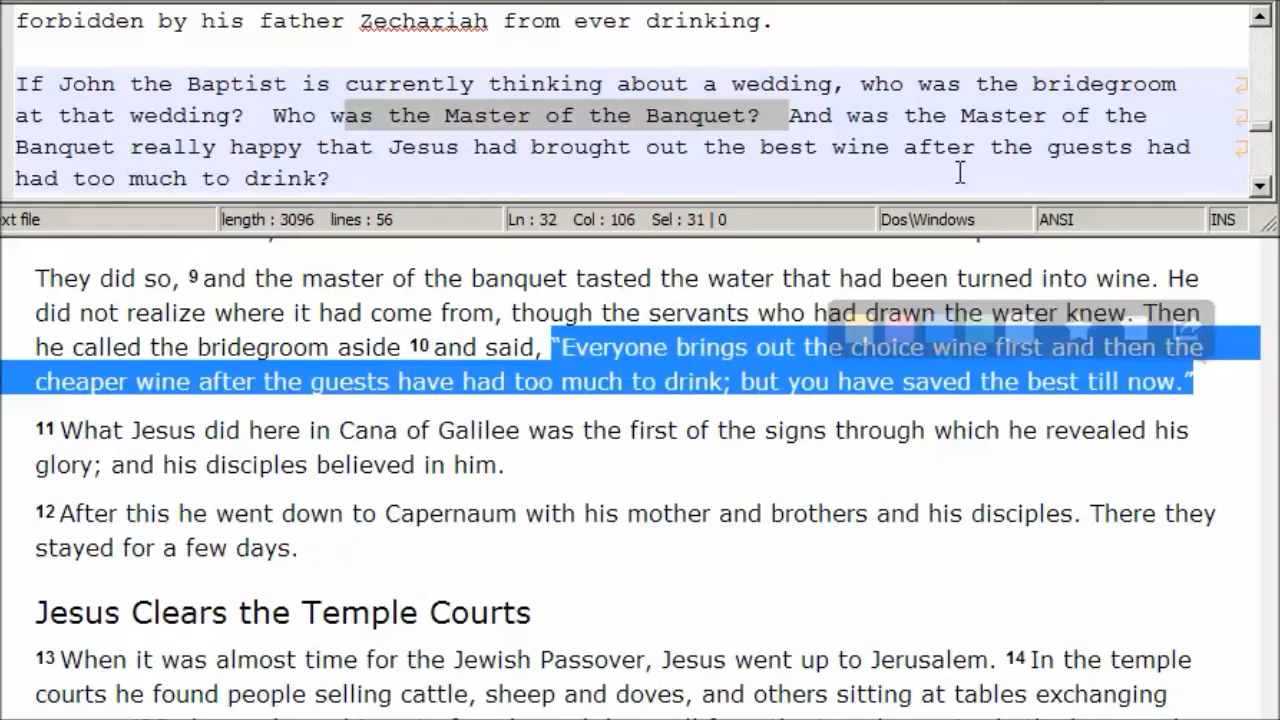 forbidden by his father Zechariah from ever drinking.
If John the Baptist is currently thinking about a wedding, who was the bridegroom
at that wedding?  Who was the Master of the Banquet?  And was the Master of the
Banquet really happy that Jesus had brought out the best wine after the guests had
had too much to drink?
ext file length : 3096 lines : 56 Ln : 32 Col : 106 Sel : 31 | 0 Dos\Windows ANSI INS
They did so, 9 and the master of the banquet tasted the water that had been turned into wine. He
did not realize where it had come from, though the servants who had drawn the water knew. Then
he called the bridegroom aside 10 and said, “Everyone brings out the choice wine first and then the
cheaper wine after the guests have had too much to drink; but you have saved the best till now.”
11 What Jesus did here in Cana of Galilee was the first of the signs through which he revealed his
glory; and his disciples believed in him.
12 After this he went down to Capernaum with his mother and brothers and his disciples. There they
stayed for a few days.
Jesus Clears the Temple Courts
13 When it was almost time for the Jewish Passover, Jesus went up to Jerusalem. 14 In the temple
courts he found people selling cattle, sheep and doves, and others sitting at tables exchanging